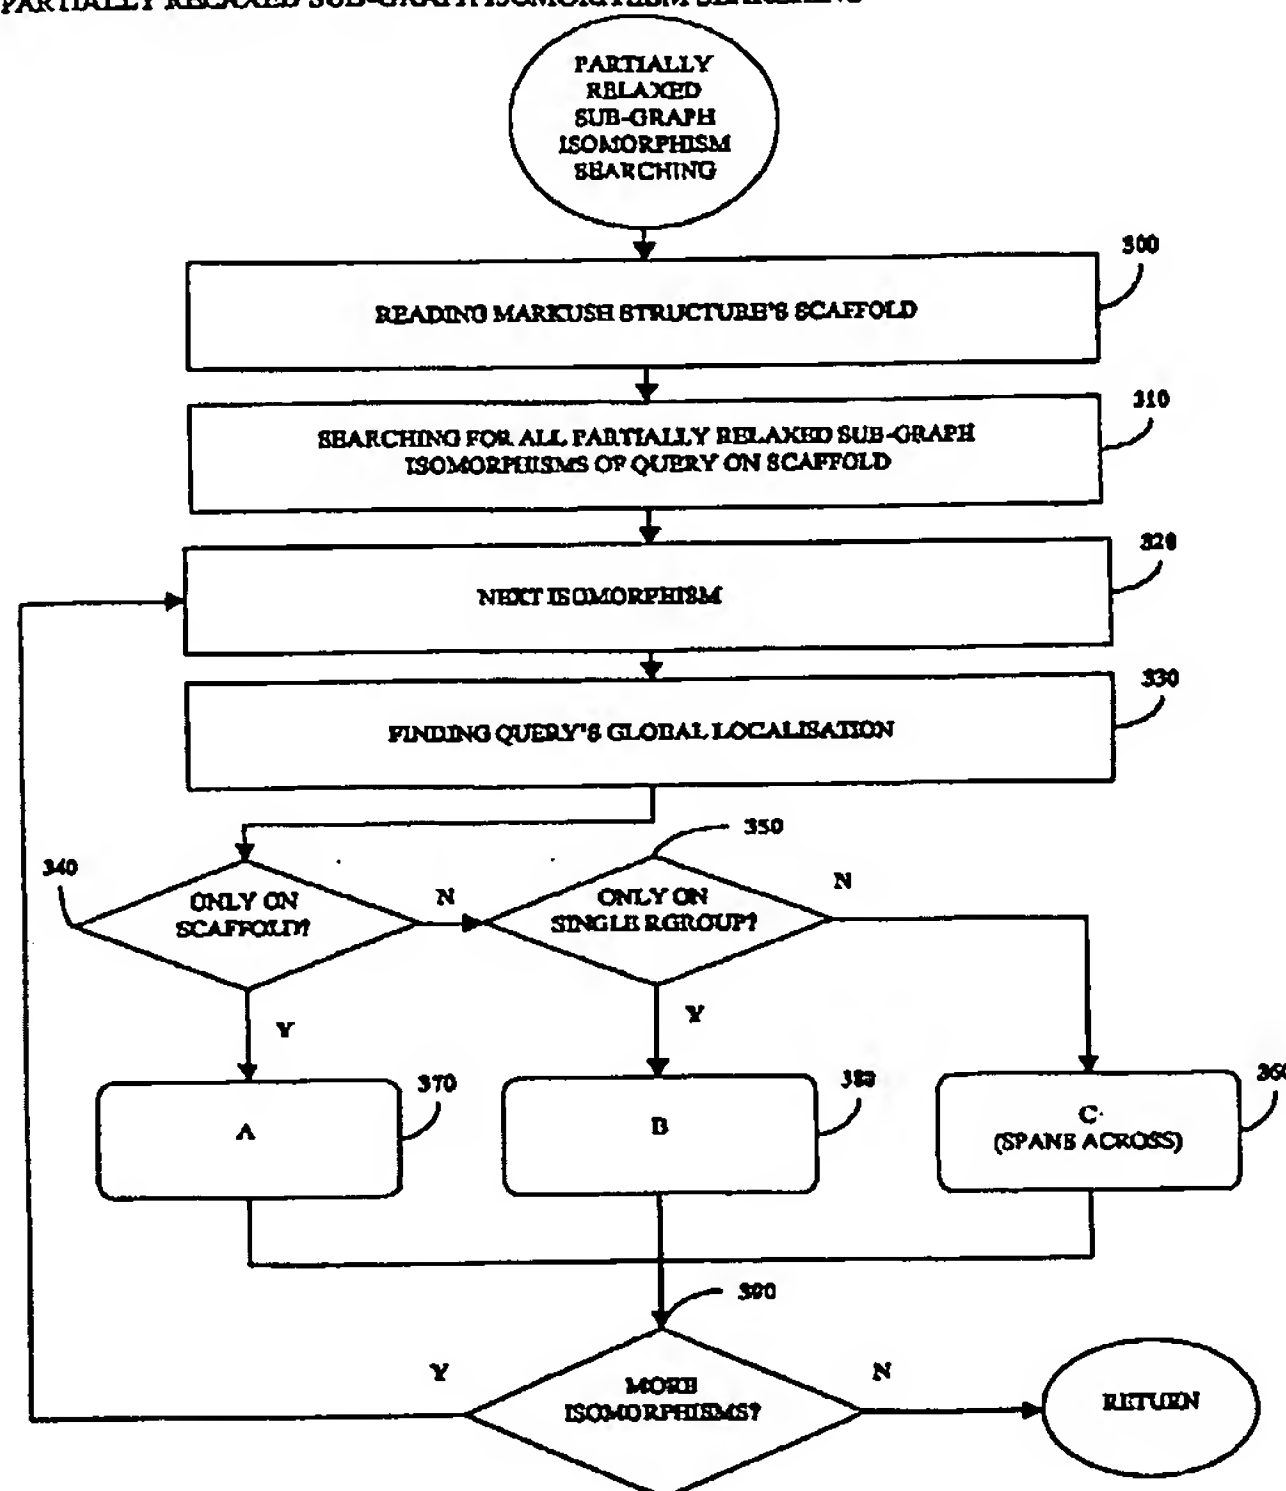 PARTIALLY RELAXED SUB-GRAPH ISOMORPHISM SEARCHING
PARTIALLY
RELAXED
SUB-GRAPH
ISOMORPHISM
SEARCHING
300
READING MARKUSH STRUCTURE'S SCAFFOLD
310
SEARCHING FOR ALL PARTIALLY RELAXED SUB-GRAPH
ISOMORPHISMS OF QUERY ON SCAFFOLD
320
NEXT ISOMORPHISM
330
FINDING QUERY'S GLOBAL LOCALISATION
340
ONLY ON
SCAFFOLD?
N
350
ONLY ON
SINGLE RGROUP?
N
Y
Y
370
A
380
B
360
C
(SPANS ACROSS)
390
Y
MORE
ISOMORPHISMS?
N
RETURN